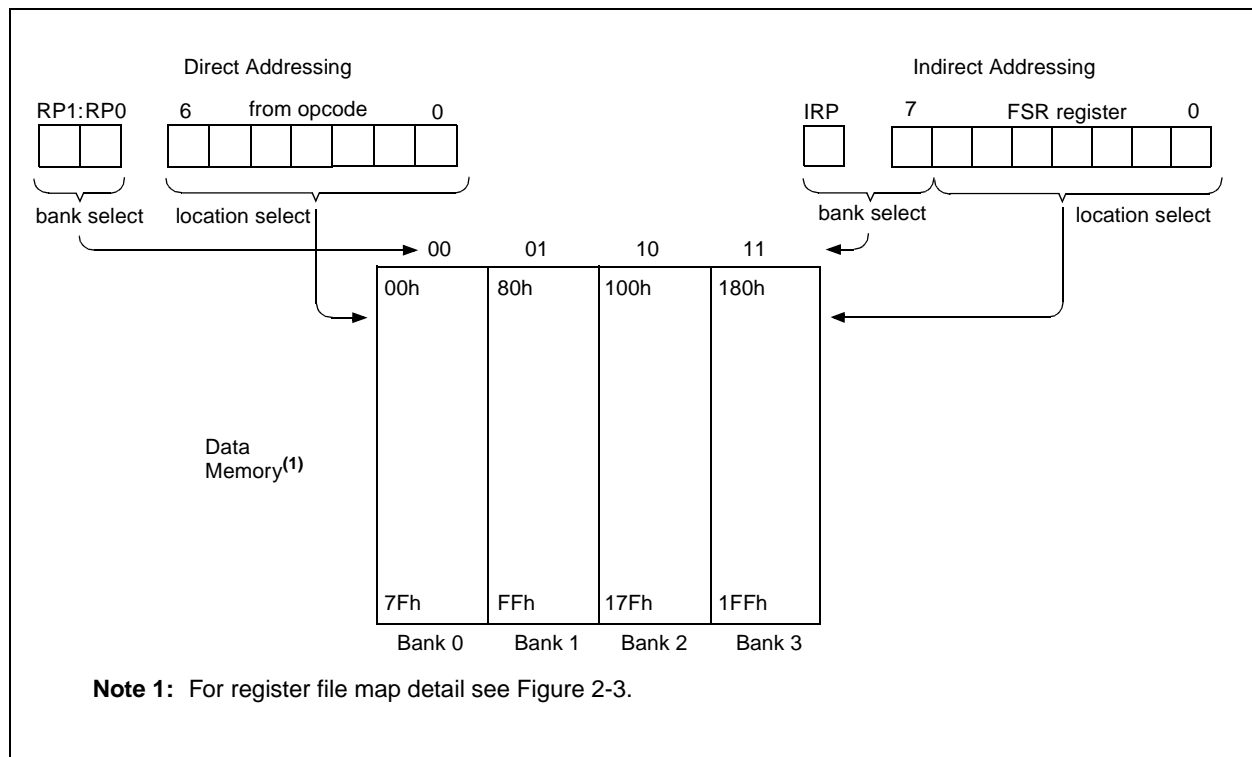 Direct Addressing
Indirect Addressing
RP1:RP0
6 from opcode 0
IRP
7 FSR register 0
bank select
location select
bank select
location select
00 01 10 11
00h 80h 100h 180h
Data
Memory(1)
7Fh FFh 17Fh 1FFh
Bank 0 Bank 1 Bank 2 Bank 3
Note 1: For register file map detail see Figure 2-3.